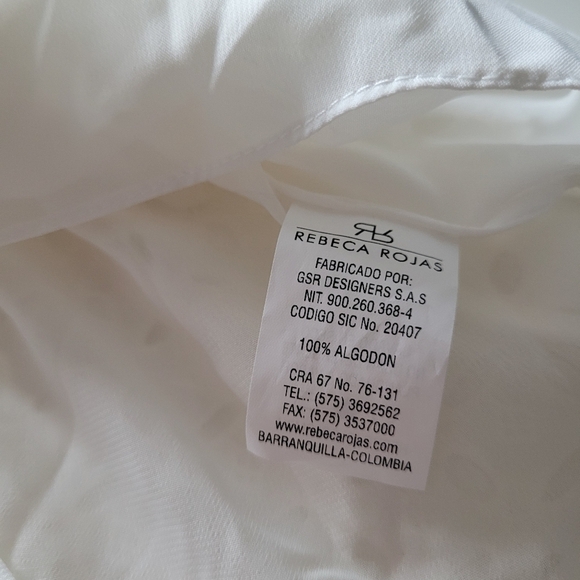 REBECA ROJAS
FABRICADO POR:
GSR DESIGNERS S.A.S
NIT. 900.260.368-4
CODIGO SIC No. 20407
100% ALGODON
CRA 67 No. 76-131
TEL.: (575) 3692562
FAX: (575) 3537000
www.rebecarojas.com
BARRANQUILLA-COLOMBIA